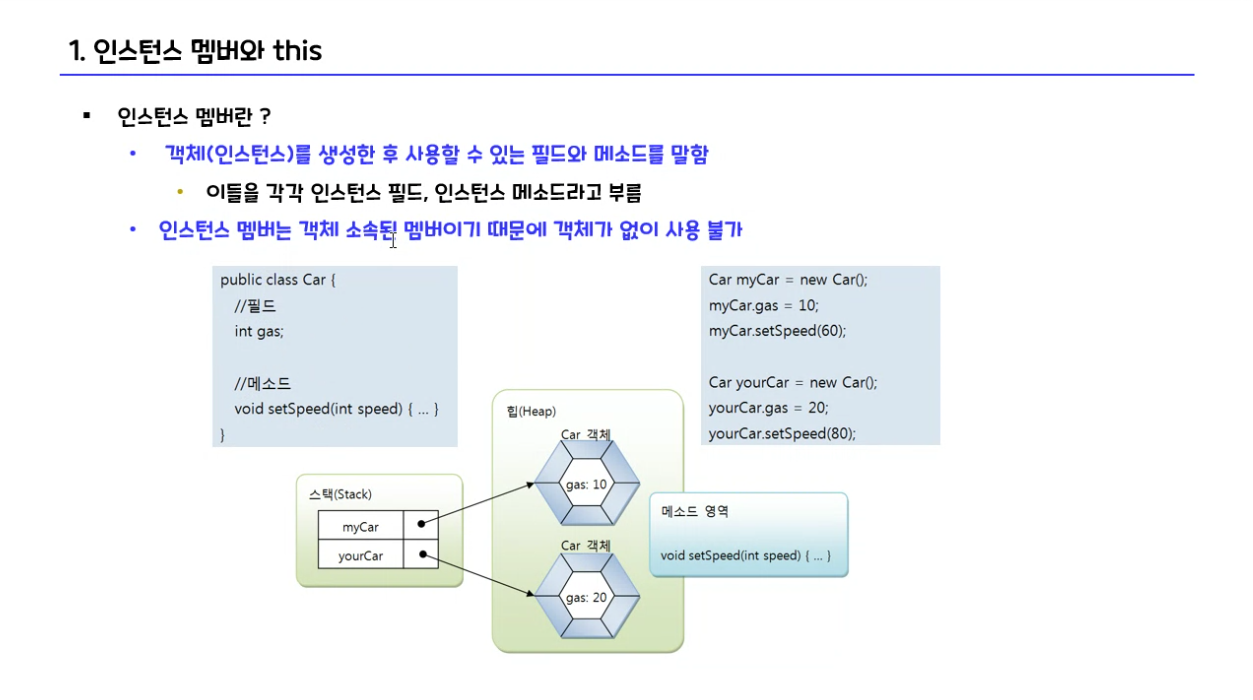 1. 인스턴스 멤버와 this
▪ 인스턴스 멤버란 ?
• 객체(인스턴스)를 생성한 후 사용할 수 있는 필드와 메소드를 말함
• 이들을 각각 인스턴스 필드, 인스턴스 메소드라고 부름
• 인스턴스 멤버는 객체 소속된 멤버이기 때문에 객체가 없이 사용 불가
public class Car {
//필드
int gas;
//메소드
void setSpeed(int speed) { ... }
}
Car myCar = new Car();
myCar.gas = 10;
myCar.setSpeed(60);
Car yourCar = new Car();
yourCar.gas = 20;
yourCar.setSpeed(80);
스택(Stack)
myCar
yourCar
힙(Heap)
Car 객체
gas: 10
Car 객체
gas: 20
메소드 영역
void setSpeed(int speed) { ... }